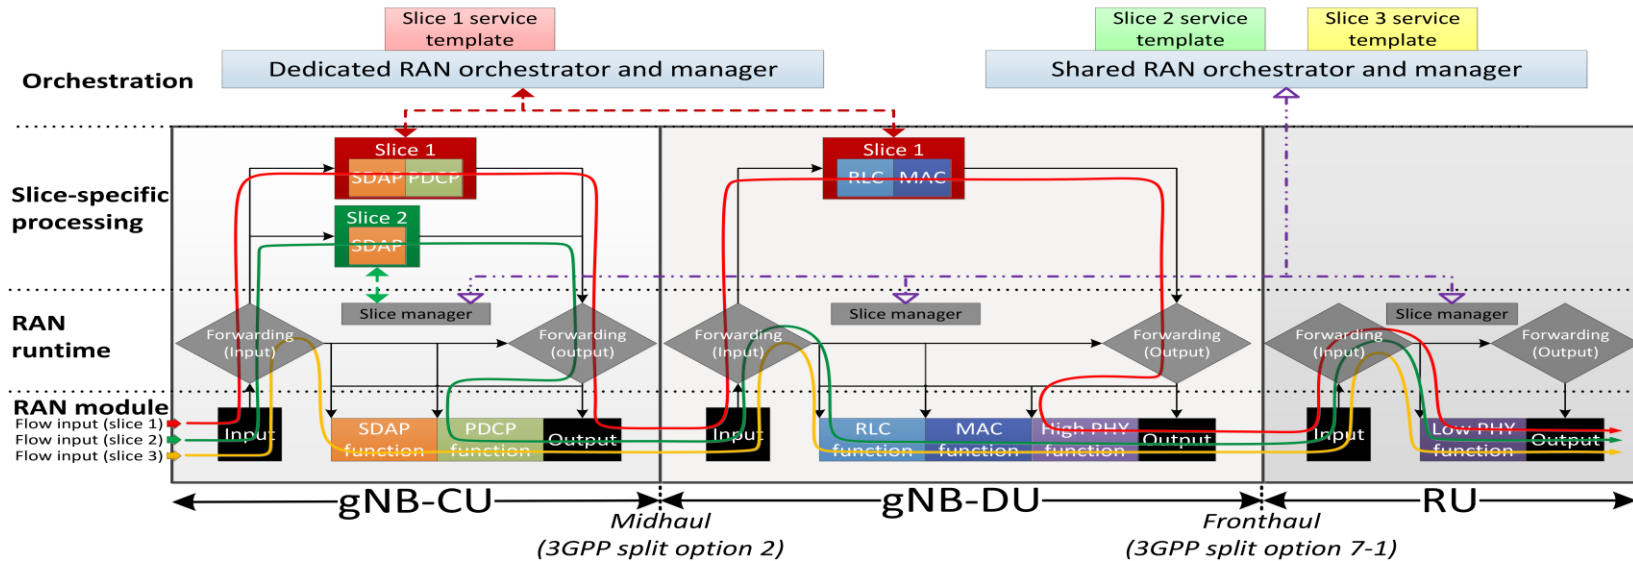 Slice 1 service
template
Slice 2 service
template
Slice 3 service
template
Orchestration
Dedicated RAN orchestrator and manager
Shared RAN orchestrator and manager
Slice-specific
processing
Slice 1
SDAP PDCP
Slice 2
SDAP
Slice 1
RLC MAC
RAN
runtime
Forwarding
(Input)
Slice manager
Forwarding
(output)
Forwarding
(Input)
Slice manager
Forwarding
(Output)
Forwarding
(Input)
Slice manager
Forwarding
(Output)
RAN module
Flow input (slice 1)
Flow input (slice 2)
Flow input (slice 3)
Input
SDAP
function
PDCP
function
Output
Input
RLC
function
MAC
function
High PHY
function
Output
Input
Low PHY
function
Output
gNB-CU
gNB-DU
RU
Midhaul
(3GPP split option 2)
Fronthaul
(3GPP split option 7-1)